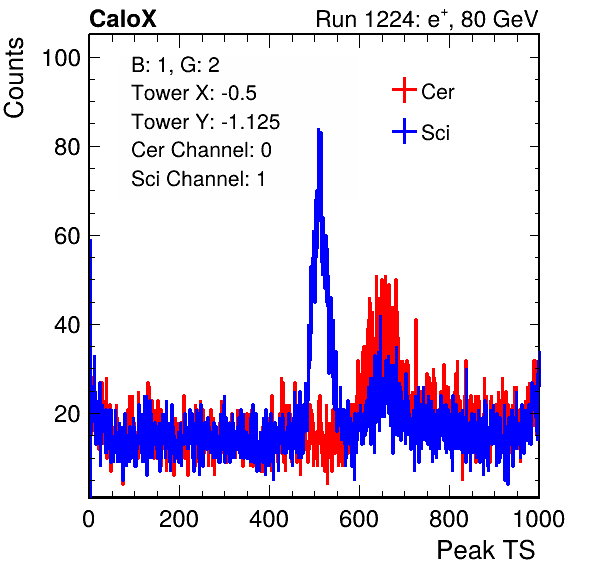 CaloX Run 1224: e⁺, 80 GeV
Counts
B: 1, G: 2
Tower X: -0.5
Tower Y: -1.125
Cer Channel: 0
Sci Channel: 1
Cer
Sci
100
80
60
40
20
0 200 400 600 800 1000
Peak TS